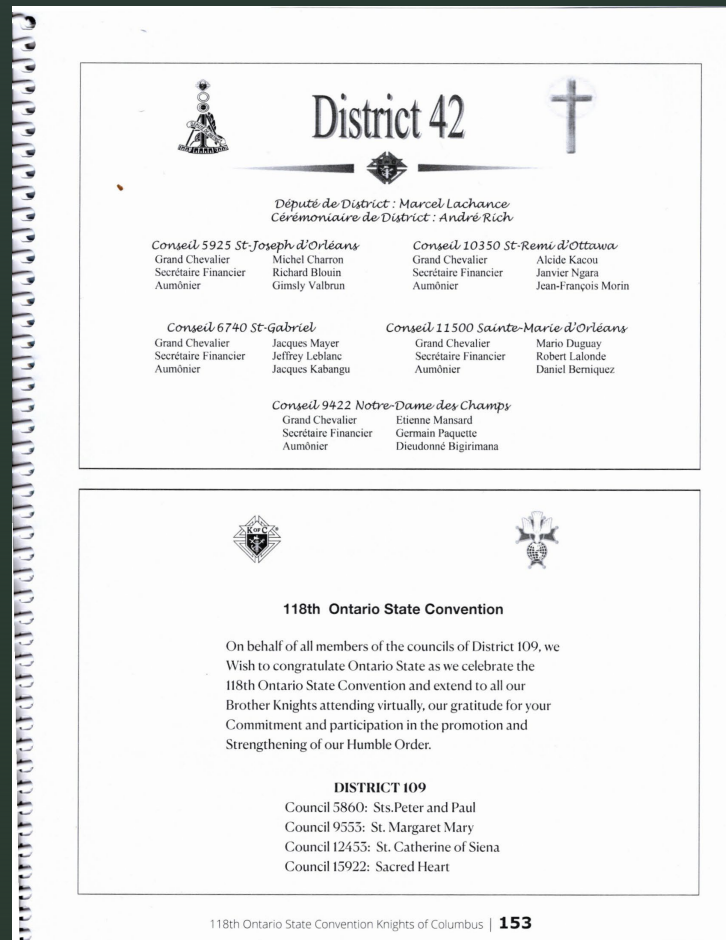 District 42
Député de District : Marcel Lachance
Cérémoniaire de District : André Rich
Conseil 5925 St-Joseph d'Orléans
Grand Chevalier Michel Charron
Secrétaire Financier Richard Blouin
Aumônier Gimsly Valbrun
Conseil 10350 St-Remi d'Ottawa
Grand Chevalier Alcide Kacou
Secrétaire Financier Janvier Ngara
Aumônier Jean-François Morin
Conseil 6740 St-Gabriel
Grand Chevalier Jacques Mayer
Secrétaire Financier Jeffrey Leblanc
Aumônier Jacques Kabangu
Conseil 11500 Sainte-Marie d'Orléans
Grand Chevalier Mario Duguay
Secrétaire Financier Robert Lalonde
Aumônier Daniel Berniquez
Conseil 9422 Notre-Dame des Champs
Grand Chevalier Etienne Mansard
Secrétaire Financier Germain Paquette
Aumônier Dieudonné Bigirimana
K OF C
118th Ontario State Convention
On behalf of all members of the councils of District 109, we
Wish to congratulate Ontario State as we celebrate the
118th Ontario State Convention and extend to all our
Brother Knights attending virtually, our gratitude for your
Commitment and participation in the promotion and
Strengthening of our Humble Order.
DISTRICT 109
Council 5860: Sts.Peter and Paul
Council 9553: St. Margaret Mary
Council 12453: St. Catherine of Siena
Council 15922: Sacred Heart
118th Ontario State Convention Knights of Columbus | 153